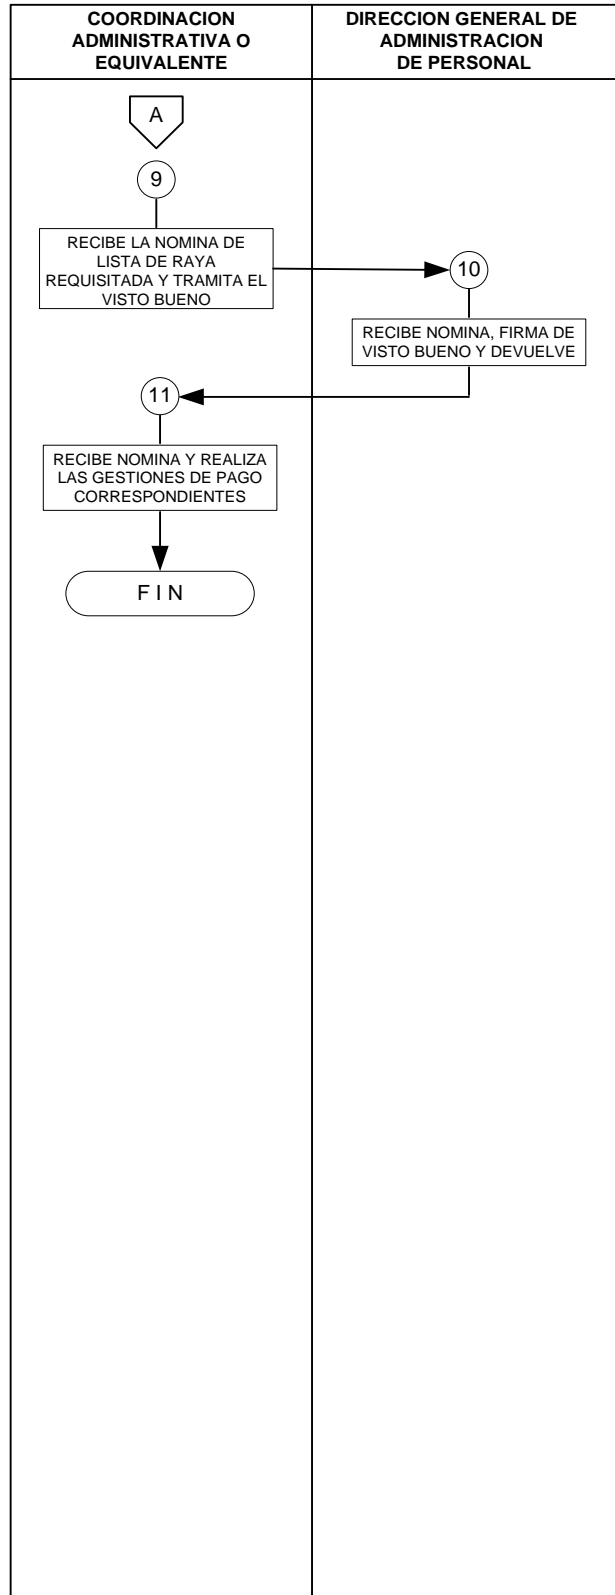 COORDINACION
ADMINISTRATIVA O
EQUIVALENTE
DIRECCION GENERAL DE
ADMINISTRACION
DE PERSONAL
A
9
RECIBE LA NOMINA DE
LISTA DE RAYA
REQUISITADA Y TRAMITA EL
VISTO BUENO
10
RECIBE NOMINA, FIRMA DE
VISTO BUENO Y DEVUELVE
11
RECIBE NOMINA Y REALIZA
LAS GESTIONES DE PAGO
CORRESPONDIENTES
F I N